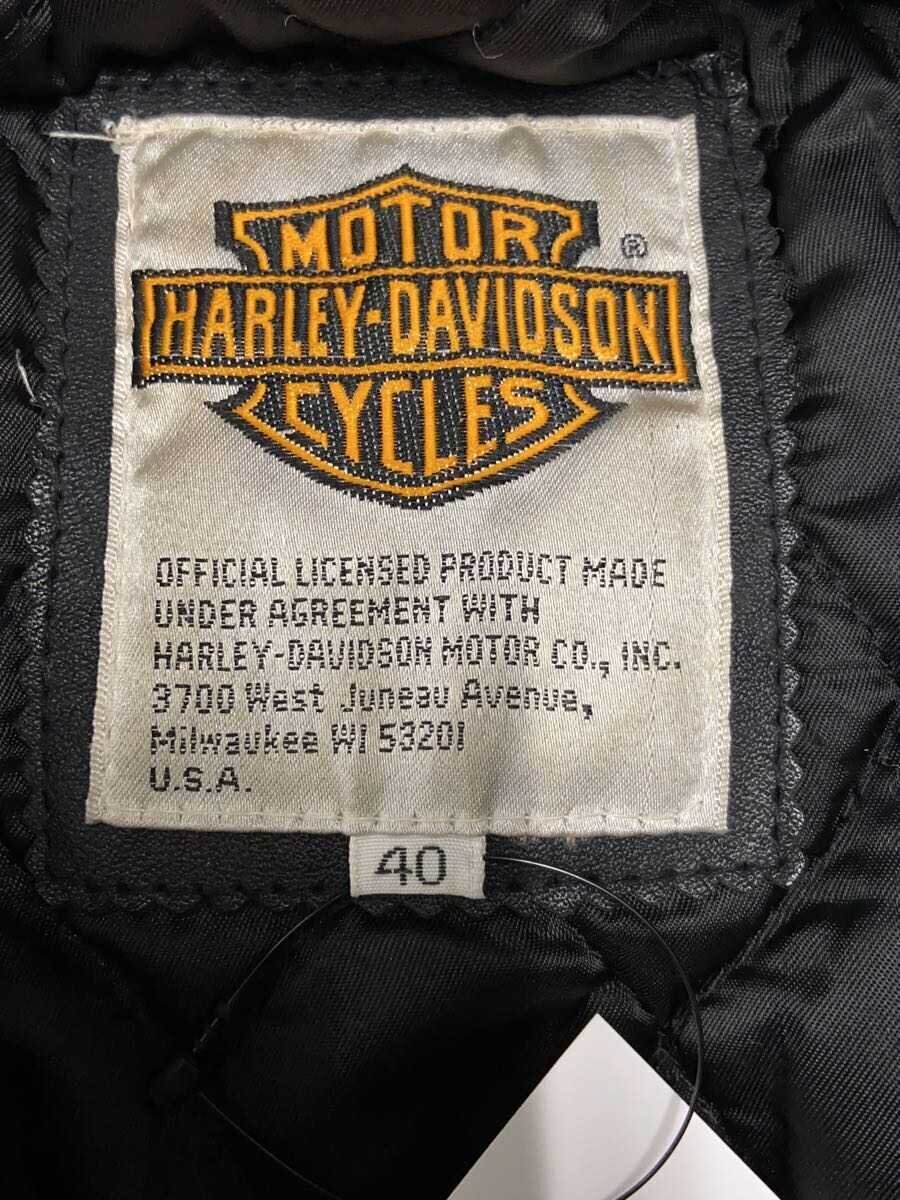 MOTOR
®
HARLEY-DAVIDSON
CYCLES
OFFICIAL LICENSED PRODUCT MADE
UNDER AGREEMENT WITH
HARLEY-DAVIDSON MOTOR CO., INC.
3700 West Juneau Avenue,
Milwaukee WI 53201
U.S.A.
40